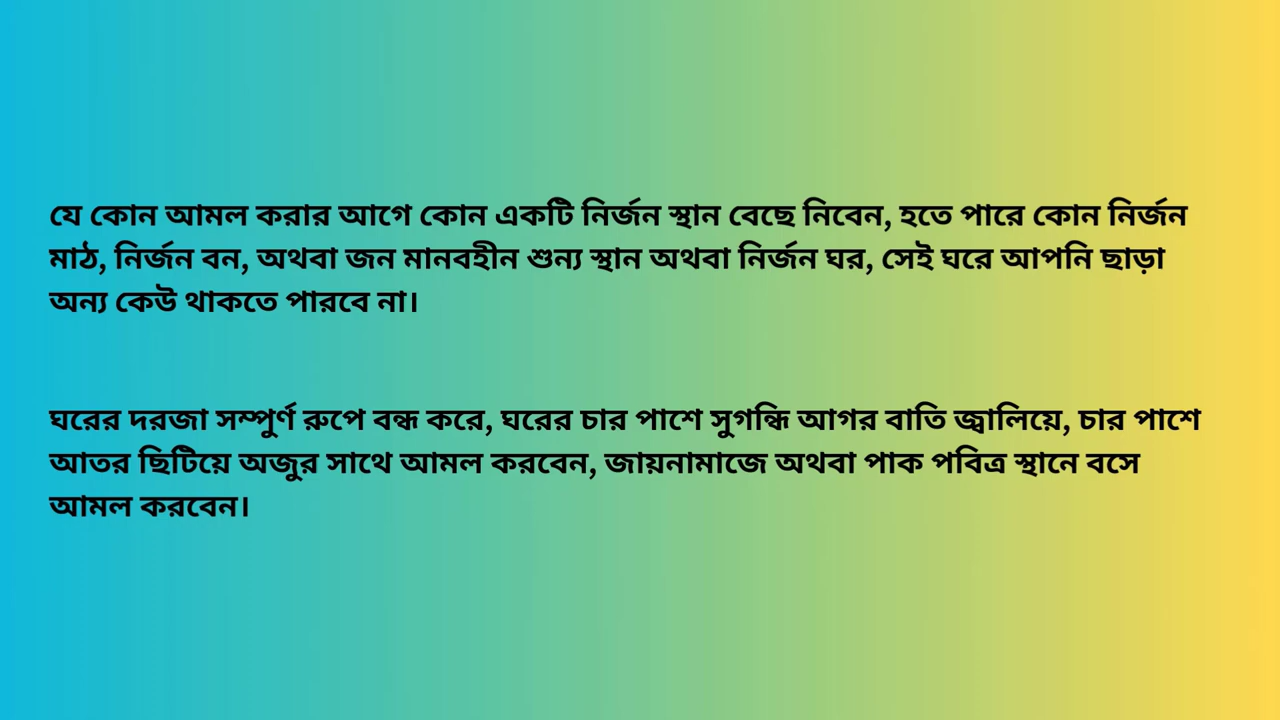 যে কোন আমল করার আগে কোন একটি নির্জন স্থান বেছে নিবেন, হতে পারে কোন নির্জন
মাঠ, নির্জন বন, অথবা জন মানবহীন শুন্য স্থান অথবা নির্জন ঘর, সেই ঘরে আপনি ছাড়া
অন্য কেউ থাকতে পারবে না।
ঘরের দরজা সম্পুর্ণ রুপে বন্ধ করে, ঘরের চার পাশে সুগন্ধি আগর বাতি জ্বালিয়ে, চার পাশে
আতর ছিটিয়ে অজুর সাথে আমল করবেন, জায়নামাজে অথবা পাক পবিত্র স্থানে বসে
আমল করবেন।